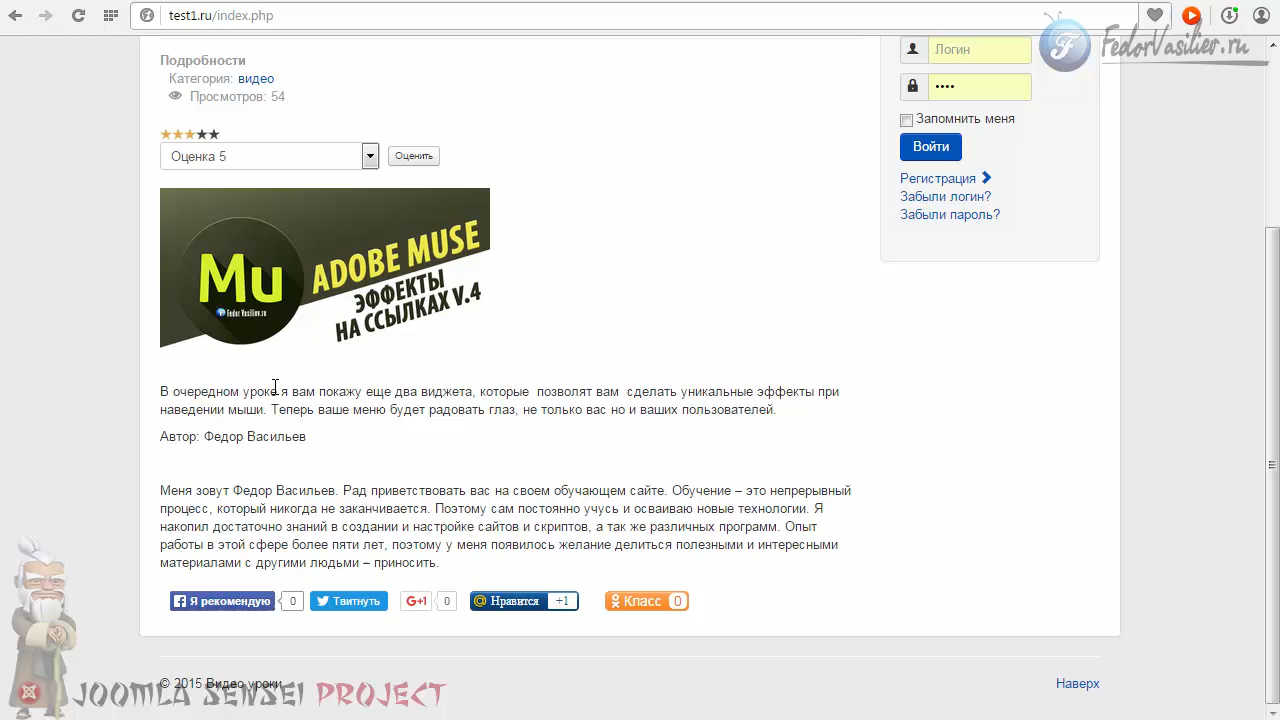 test1.ru/index.php
FedorVasiliev.ru
Подробности
Категория: видео
Просмотров: 54
Оценка 5
Оценить
Mu
Fedor Vasiliev.ru
ADOBE MUSE
ЭФФЕКТЫ
НА ССЫЛКАХ V.4
В очередном уроке я вам покажу еще два виджета, которые позволят вам сделать уникальные эффекты при
наведении мыши. Теперь ваше меню будет радовать глаз, не только вас но и ваших пользователей.
Автор: Федор Васильев
Меня зовут Федор Васильев. Рад приветствовать вас на своем обучающем сайте. Обучение – это непрерывный
процесс, который никогда не заканчивается. Поэтому сам постоянно учусь и осваиваю новые технологии. Я
накопил достаточно знаний в создании и настройке сайтов и скриптов, а так же различных программ. Опыт
работы в этой сфере более пяти лет, поэтому у меня появилось желание делиться полезными и интересными
материалами с другими людьми – приносить.
Я рекомендую 0 Твитнуть G+1 0 @ Нравится +1 Класс 0
Логин
••••
Запомнить меня
Войти
Регистрация
Забыли логин?
Забыли пароль?
© 2015 Видео уроки
Наверх
JOOMLA SENSEI PROJECT